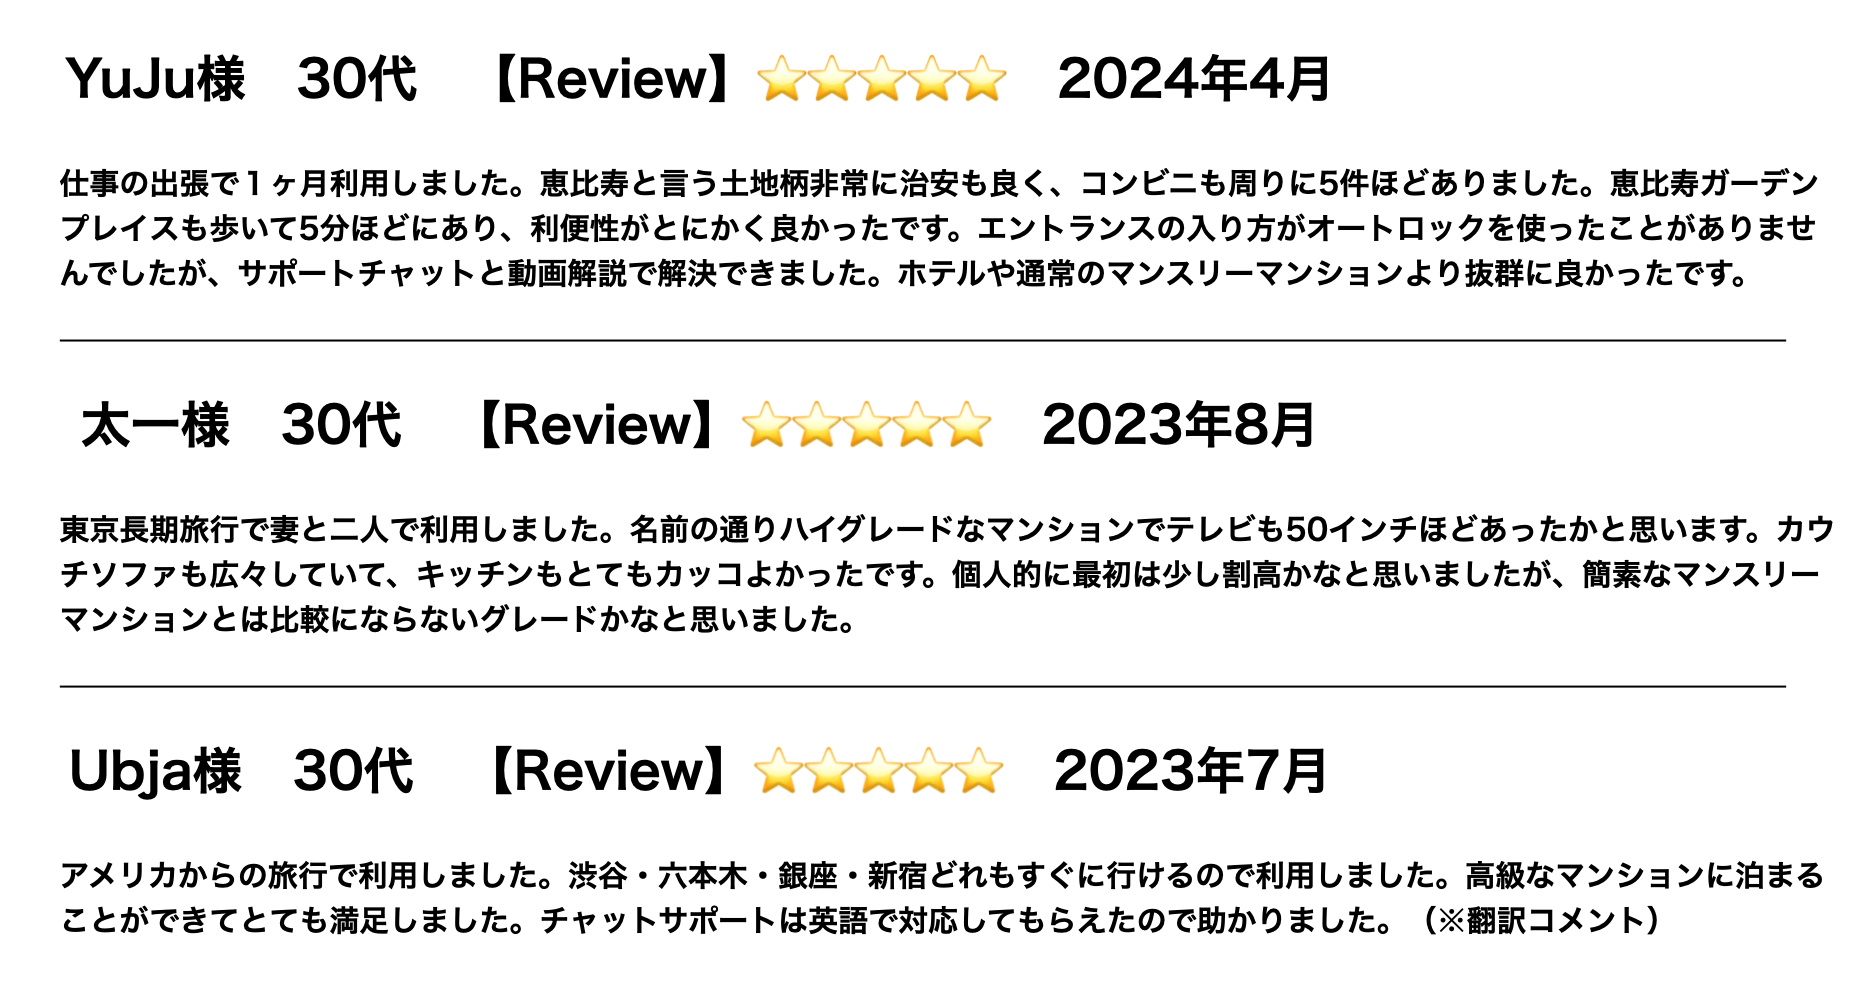 YuJu様　30代　【Review】⭐⭐⭐⭐⭐　2024年4月
仕事の出張で１ヶ月利用しました。恵比寿と言う土地柄非常に治安も良く、コンビニも周りに5件ほどありました。恵比寿ガーデン
プレイスも歩いて5分ほどにあり、利便性がとにかく良かったです。エントランスの入り方がオートロックを使ったことがありませ
んでしたが、サポートチャットと動画解説で解決できました。ホテルや通常のマンスリーマンションより抜群に良かったです。
太一様　30代　【Review】⭐⭐⭐⭐⭐　2023年8月
東京長期旅行で妻と二人で利用しました。名前の通りハイグレードなマンションでテレビも50インチほどあったかと思います。カウ
チソファも広々していて、キッチンもとてもカッコよかったです。個人的に最初は少し割高かなと思いましたが、簡素なマンスリー
マンションとは比較にならないグレードかなと思いました。
Ubja様　30代　【Review】⭐⭐⭐⭐⭐　2023年7月
アメリカからの旅行で利用しました。渋谷・六本木・銀座・新宿どれもすぐに行けるので利用しました。高級なマンションに泊まる
ことができてとても満足しました。チャットサポートは英語で対応してもらえたので助かりました。（※翻訳コメント）